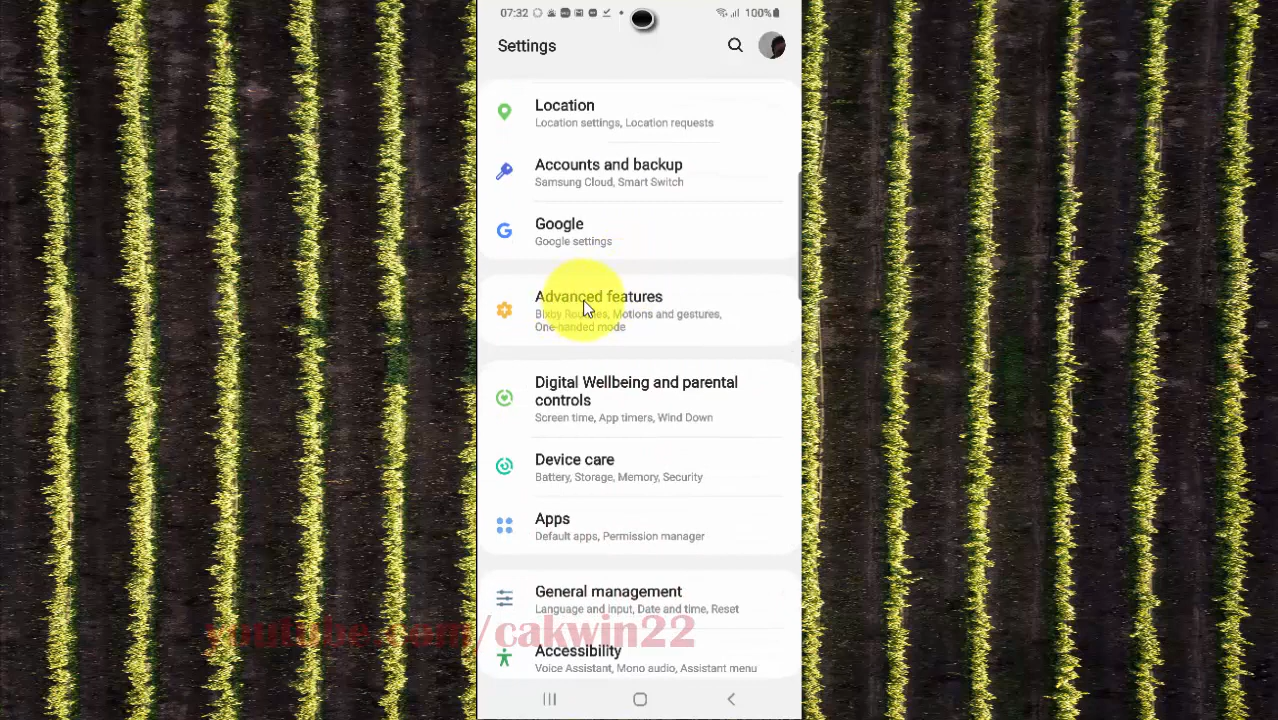 07:32
100%
Settings
Location
Location settings, Location requests
Accounts and backup
Samsung Cloud, Smart Switch
Google
Google settings
Advanced features
Bixby Routines, Motions and gestures,
One-handed mode
Digital Wellbeing and parental
controls
Screen time, App timers, Wind Down
Device care
Battery, Storage, Memory, Security
Apps
Default apps, Permission manager
General management
Language and input, Date and time, Reset
youtube.com/cakwin22
Accessibility
Voice Assistant, Mono audio, Assistant menu